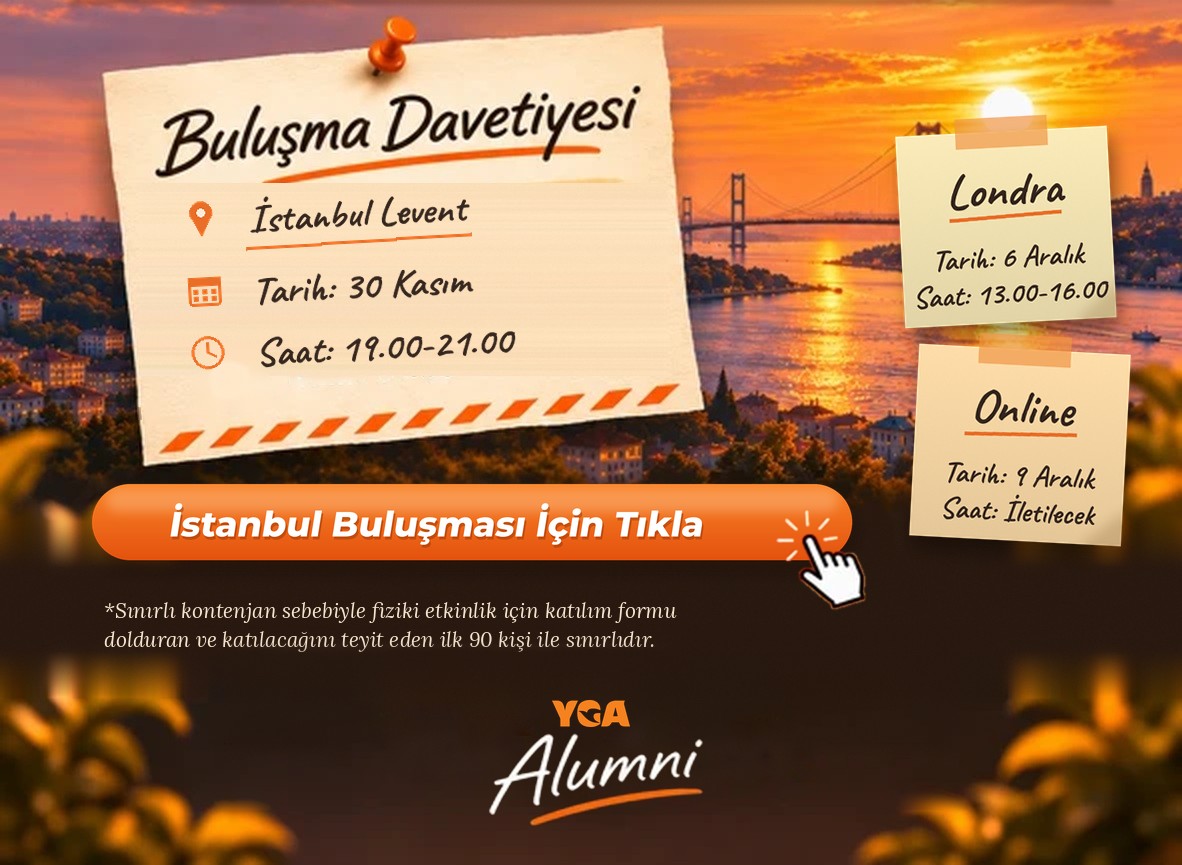 Buluşma Davetiyesi
İstanbul Levent
Tarih: 30 Kasım
Saat: 19.00-21.00
Londra
Tarih: 6 Aralık
Saat: 13.00-16.00
Online
Tarih: 9 Aralık
Saat: İletilecek
İstanbul Buluşması İçin Tıkla
*Sınırlı kontenjan sebebiyle fiziki etkinlik için katılım formu
dolduran ve katılacağını teyit eden ilk 90 kişi ile sınırlıdır.
YGA
Alumni